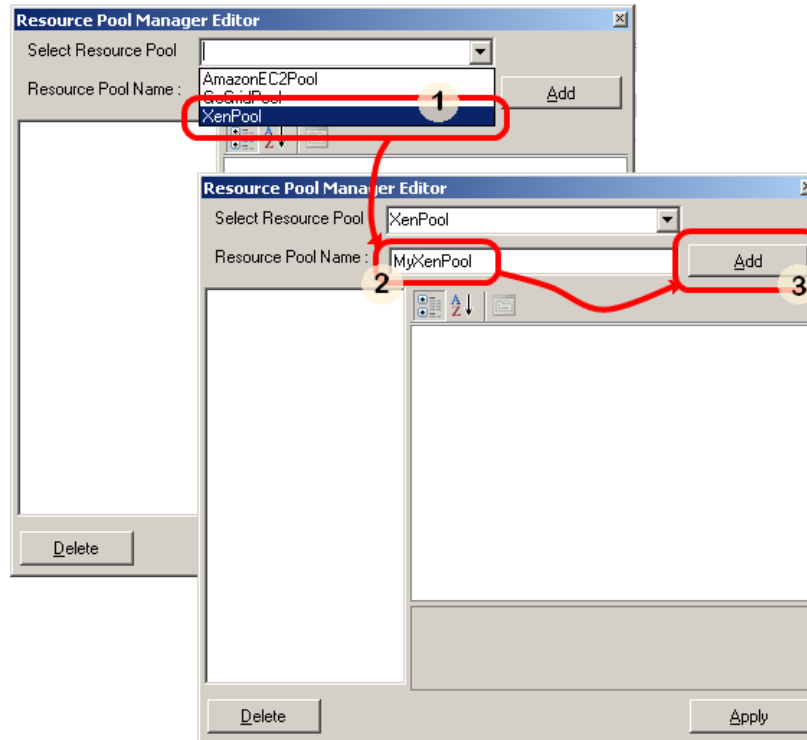 Resource Pool Manager Editor
Select Resource Pool
AmazonEC2Pool
Resource Pool Name :
GoGridPool
1
Add
XenPool
Resource Pool Manager Editor
Select Resource Pool
XenPool
Resource Pool Name :
MyXenPool
Add
2
3
Delete
Delete
Apply